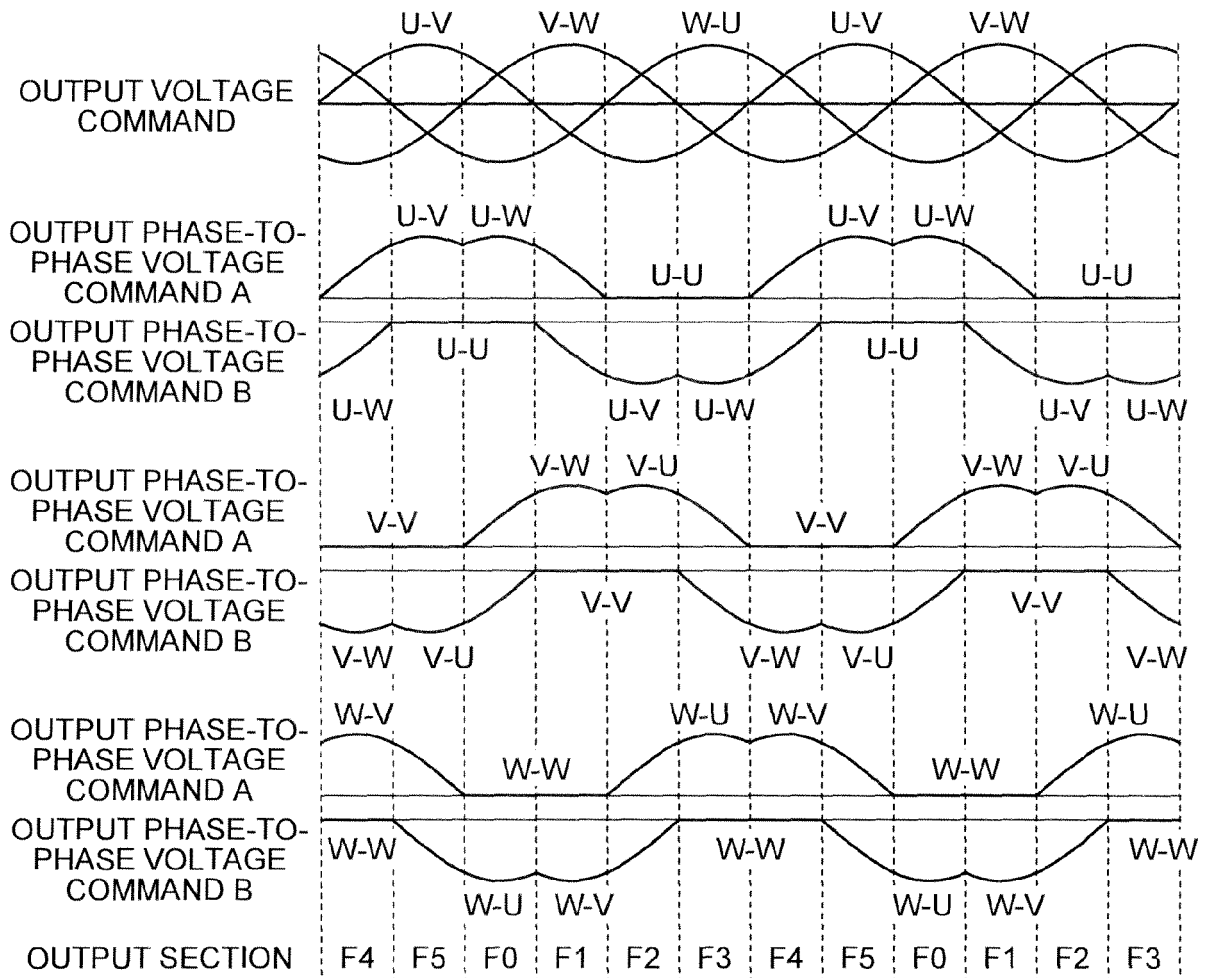 U-V V-W W-U U-V V-W
OUTPUT VOLTAGE
COMMAND
U-V U-W U-V U-W
OUTPUT PHASE-TO-
PHASE VOLTAGE
COMMAND A
U-U U-U
OUTPUT PHASE-TO-
PHASE VOLTAGE
COMMAND B
U-U U-U
U-W U-V U-W U-V U-W
V-W V-U V-W V-U
OUTPUT PHASE-TO-
PHASE VOLTAGE
COMMAND A
V-V V-V
OUTPUT PHASE-TO-
PHASE VOLTAGE
COMMAND B
V-V V-V
V-W V-U V-W V-U V-W
W-V W-U W-V W-U
OUTPUT PHASE-TO-
PHASE VOLTAGE
COMMAND A
W-W W-W
OUTPUT PHASE-TO-
PHASE VOLTAGE
COMMAND B
W-W W-W W-W
W-U W-V W-U W-V
OUTPUT SECTION F4 F5 F0 F1 F2 F3 F4 F5 F0 F1 F2 F3